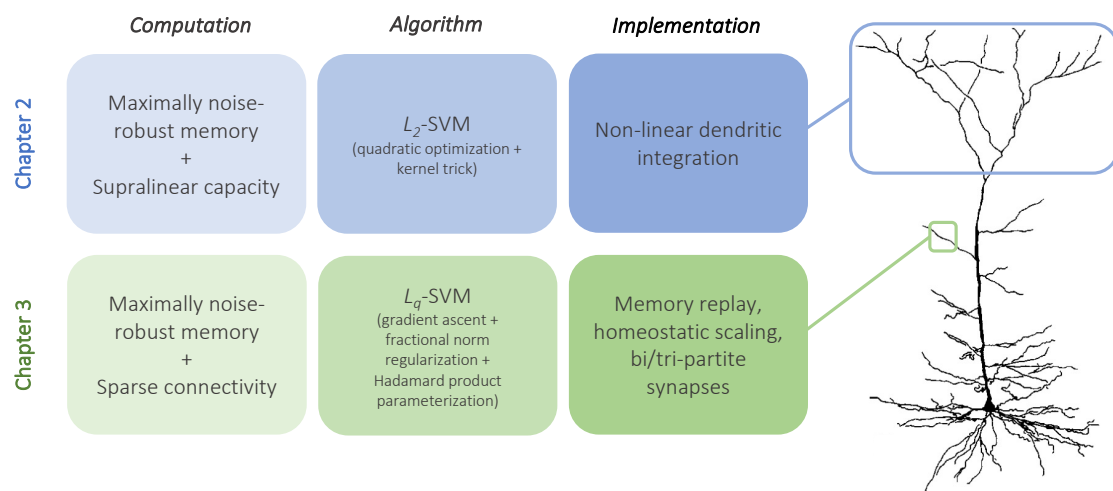 Computation
Algorithm
Implementation
Chapter 2
Maximally noise-
robust memory
+
Supralinear capacity
L2-SVM
(quadratic optimization +
kernel trick)
Non-linear dendritic
integration
Chapter 3
Maximally noise-
robust memory
+
Sparse connectivity
Lq-SVM
(gradient ascent +
fractional norm
regularization +
Hadamard product
parameterization)
Memory replay,
homeostatic scaling,
bi/tri-partite
synapses